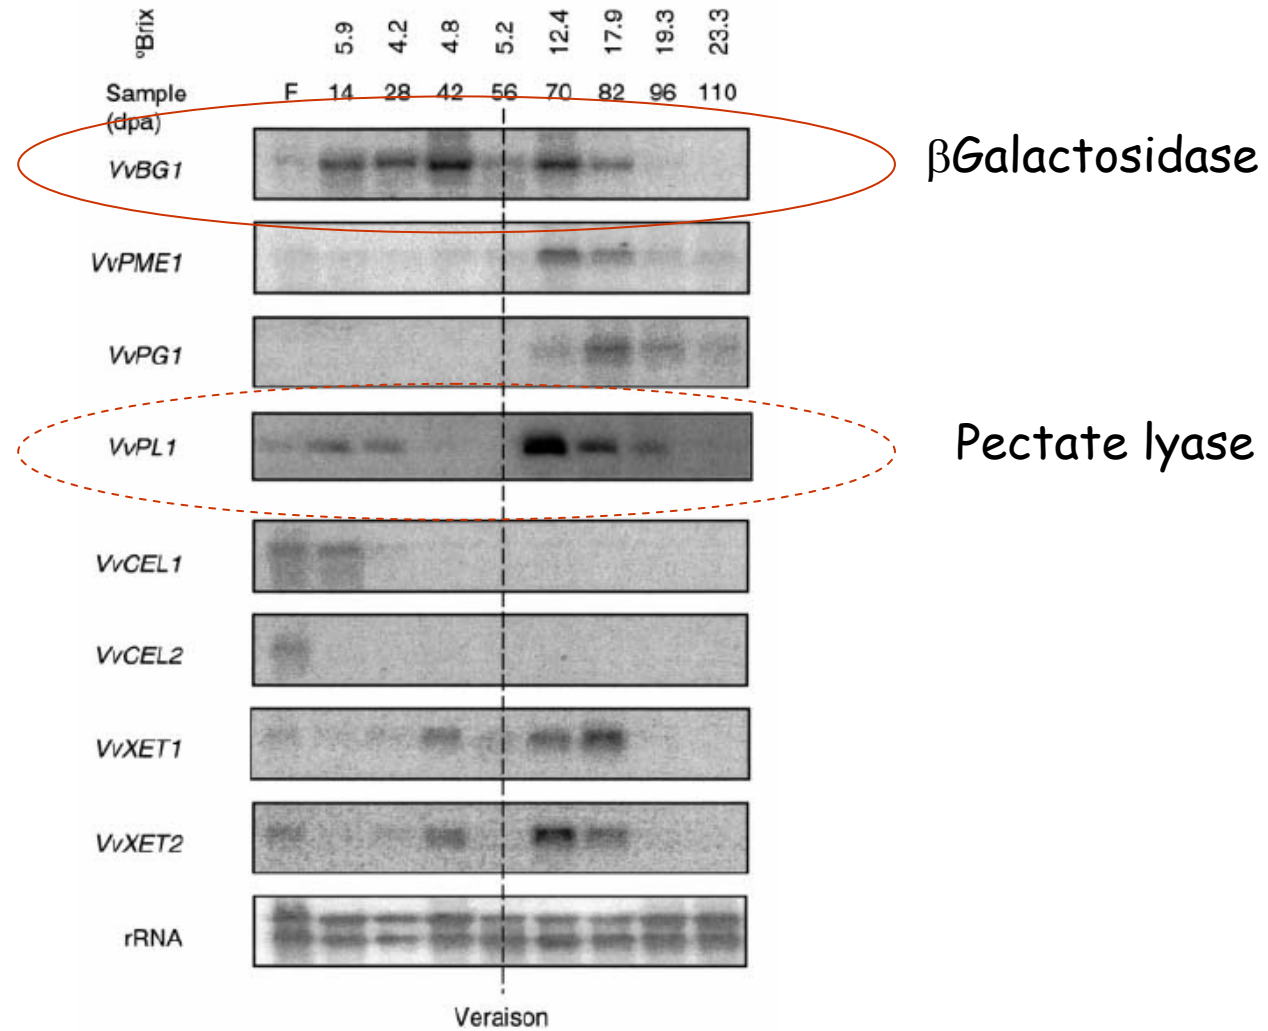 ºBrix 5.9 4.2 4.8 5.2 12.4 17.9 19.3 23.3
Sample F 14 28 42 56 70 82 96 110
(dpa)
VvBG1 βGalactosidase
VvPME1
VvPG1
VvPL1 Pectate lyase
VvCEL1
VvCEL2
VvXET1
VvXET2
rRNA
Veraison